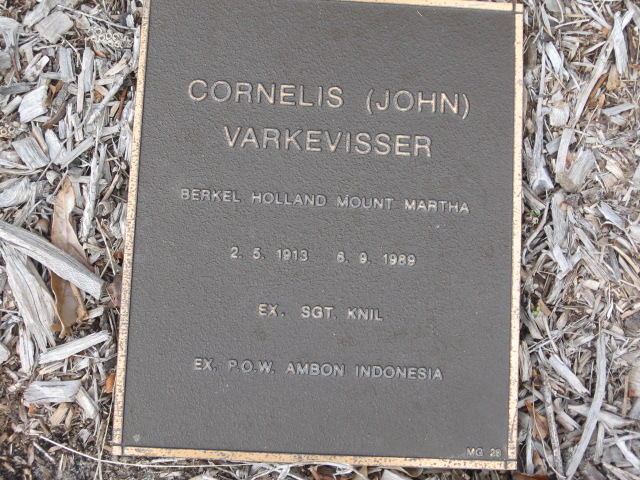 CORNELIS (JOHN)
VARKEVISSER
BERKEL HOLLAND MOUNT MARTHA
2. 5. 1913 6. 9. 1989
EX. SGT. KNIL
EX. P.O.W. AMBON INDONESIA
MG 28